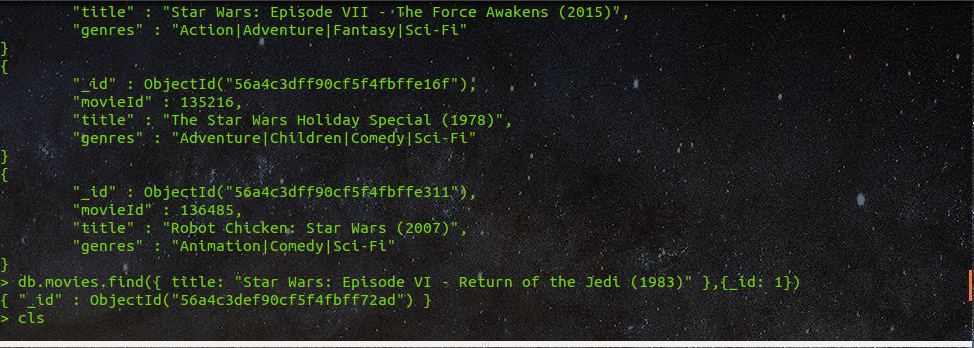 "title" : "Star Wars: Episode VII - The Force Awakens (2015)",
"genres" : "Action|Adventure|Fantasy|Sci-Fi"
}
{
"_id" : ObjectId("56a4c3dff90cf5f4fbffe16f"),
"movieId" : 135216,
"title" : "The Star Wars Holiday Special (1978)",
"genres" : "Adventure|Children|Comedy|Sci-Fi"
}
{
"_id" : ObjectId("56a4c3dff90cf5f4fbffe311"),
"movieId" : 136485,
"title" : "Robot Chicken: Star Wars (2007)",
"genres" : "Animation|Comedy|Sci-Fi"
}
> db.movies.find({ title: "Star Wars: Episode VI - Return of the Jedi (1983)" },{_id: 1})
{ "_id" : ObjectId("56a4c3def90cf5f4fbff72ad") }
> cls